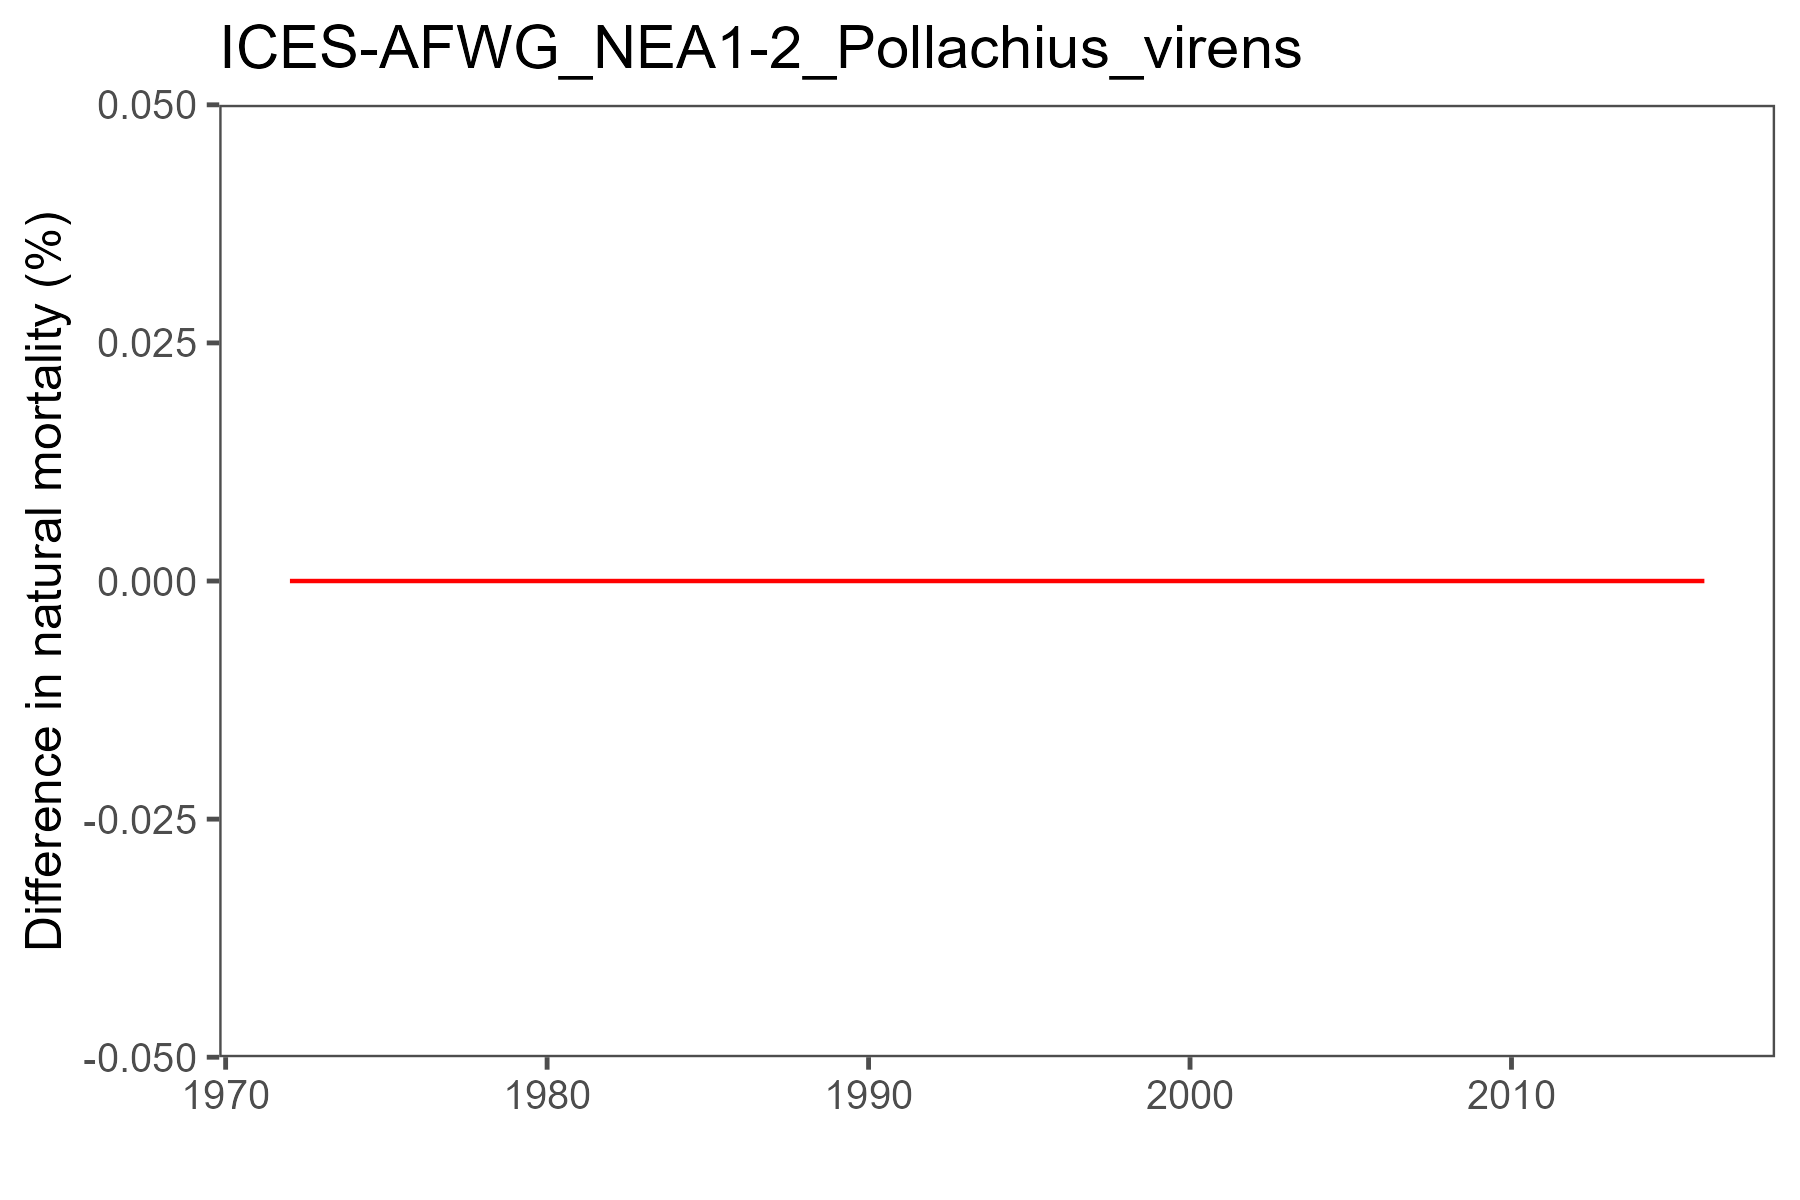 ICES-AFWG_NEA1-2_Pollachius_virens
Difference in natural mortality (%)
0.050
0.025
0.000
-0.025
-0.050
1970 1980 1990 2000 2010